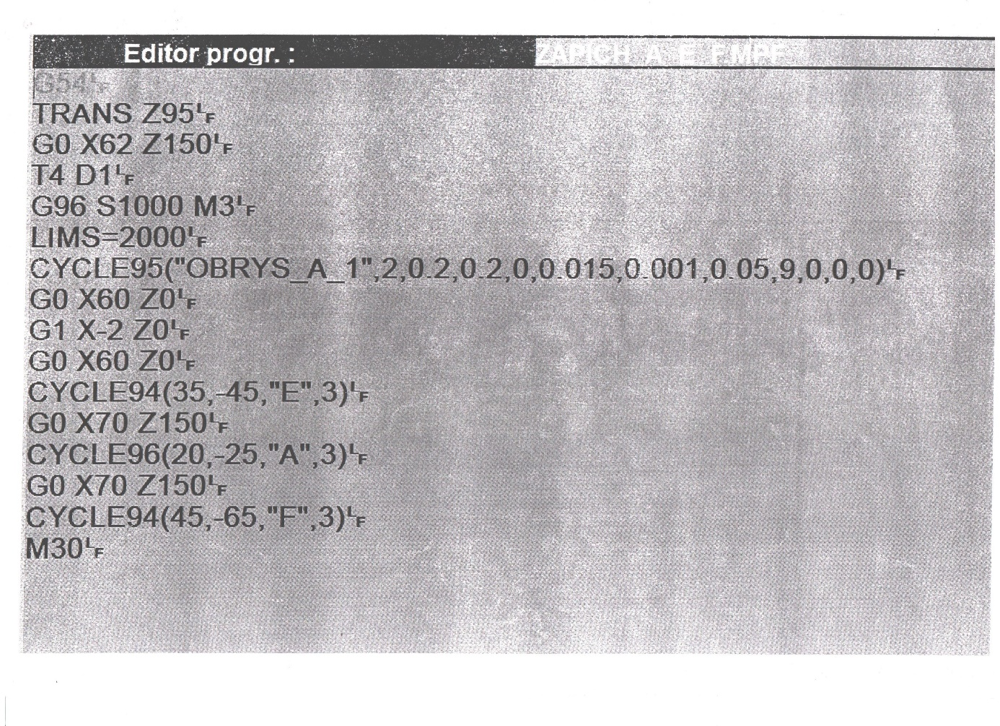 Editor progr. : ZAPICH_A_E_F.MPF
G54LF
TRANS Z95LF
G0 X62 Z150LF
T4 D1LF
G96 S1000 M3LF
LIMS=2000LF
CYCLE95("OBRYS_A_1",2,0.2,0.2,0,0.015,0.001,0.05,9,0,0,0)LF
G0 X60 Z0LF
G1 X-2 Z0LF
G0 X60 Z0LF
CYCLE94(35,-45,"E",3)LF
G0 X70 Z150LF
CYCLE96(20,-25,"A",3)LF
G0 X70 Z150LF
CYCLE94(45,-65,"F",3)LF
M30LF